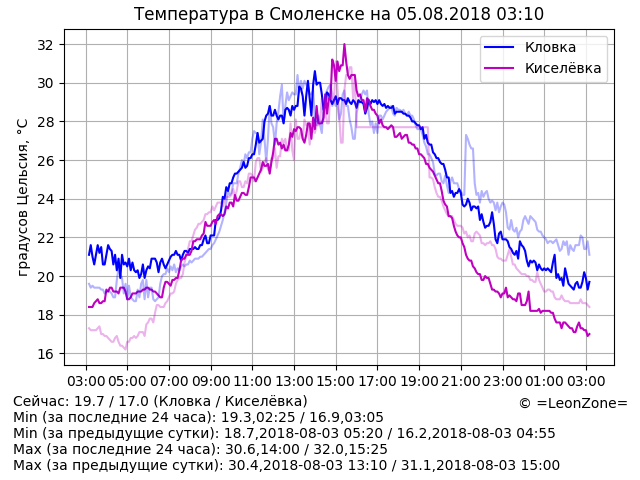 Температура в Смоленске на 05.08.2018 03:10
Кловка
Киселёвка
градусов Цельсия, °C
32
30
28
26
24
22
20
18
16
03:00 05:00 07:00 09:00 11:00 13:00 15:00 17:00 19:00 21:00 23:00 01:00 03:00
Сейчас: 19.7 / 17.0 (Кловка / Киселёвка)
© =LeonZone=
Min (за последние 24 часа): 19.3,02:25 / 16.9,03:05
Min (за предыдущие сутки): 18.7,2018-08-03 05:20 / 16.2,2018-08-03 04:55
Max (за последние 24 часа): 30.6,14:00 / 32.0,15:25
Max (за предыдущие сутки): 30.4,2018-08-03 13:10 / 31.1,2018-08-03 15:00